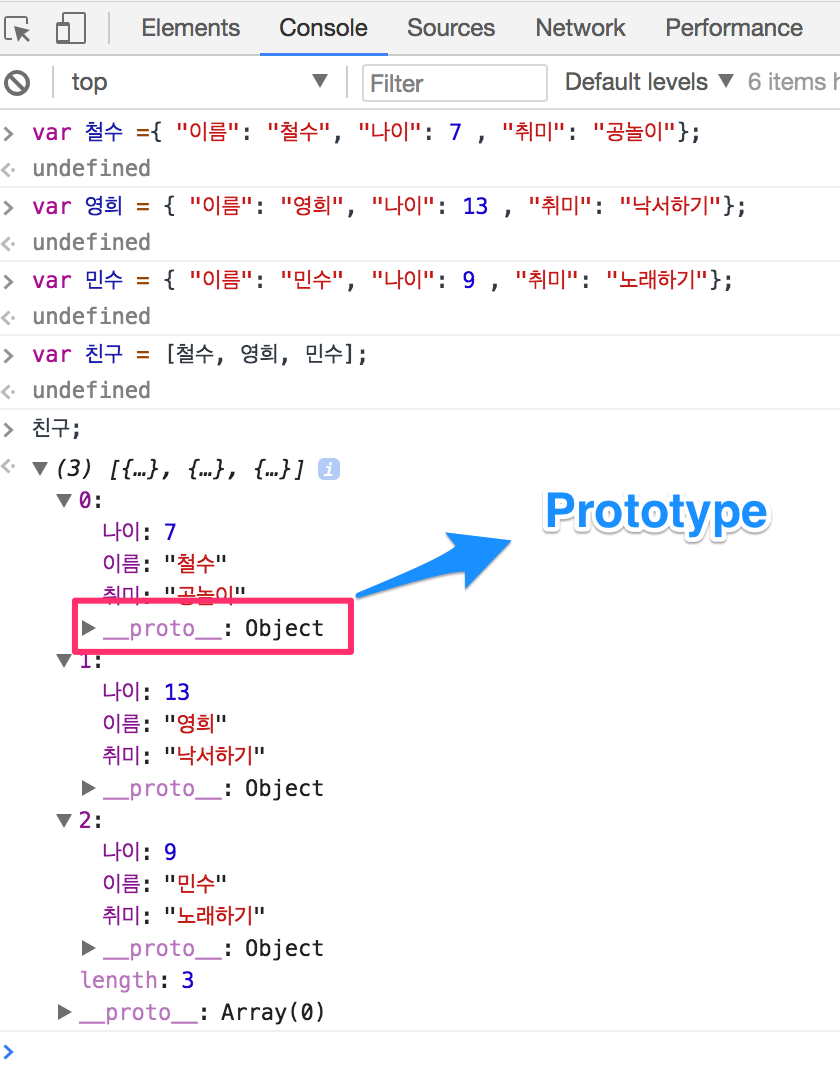 Elements Console Sources Network Performance
top Filter Default levels 6 items
var 철수 ={ "이름": "철수", "나이": 7 , "취미": "공놀이"};
undefined
var 영희 = { "이름": "영희", "나이": 13 , "취미": "낙서하기"};
undefined
var 민수 = { "이름": "민수", "나이": 9 , "취미": "노래하기"};
undefined
var 친구 = [철수, 영희, 민수];
undefined
친구;
(3) [{…}, {…}, {…}] i
0:
Prototype
나이: 7
이름: "철수"
취미: "공놀이"
__proto__: Object
1:
나이: 13
이름: "영희"
취미: "낙서하기"
__proto__: Object
2:
나이: 9
이름: "민수"
취미: "노래하기"
__proto__: Object
length: 3
__proto__: Array(0)